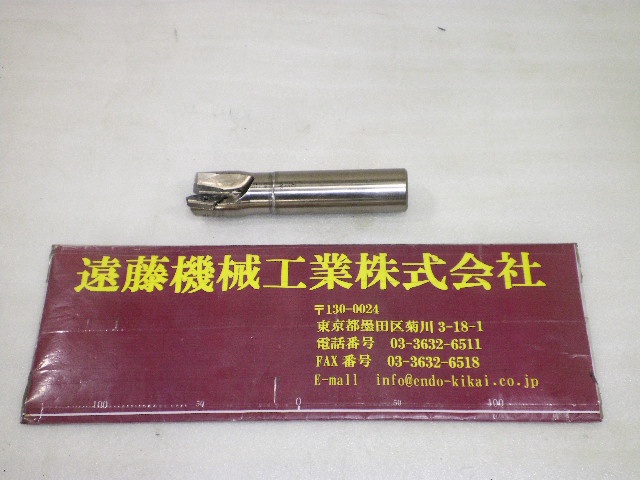 遠藤機械工業株式会社
〒130-0024
東京都墨田区菊川 3-18-1
電話番号 03-3632-6511
FAX 番号 03-3632-6518
E-mall info@endo-kikai.co.jp
100 50 0 50 100